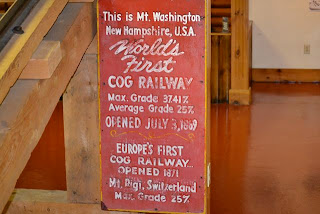 This is Mt. Washington
New Hampshire, U.S.A.
World's
First
COG RAILWAY
Max. Grade 37.41%
Average Grade 25%
OPENED JULY 3, 1869
EUROPE'S FIRST
COG RAILWAY...
OPENED 1871
Mt. Rigi, Switzerland
Max. Grade 25%